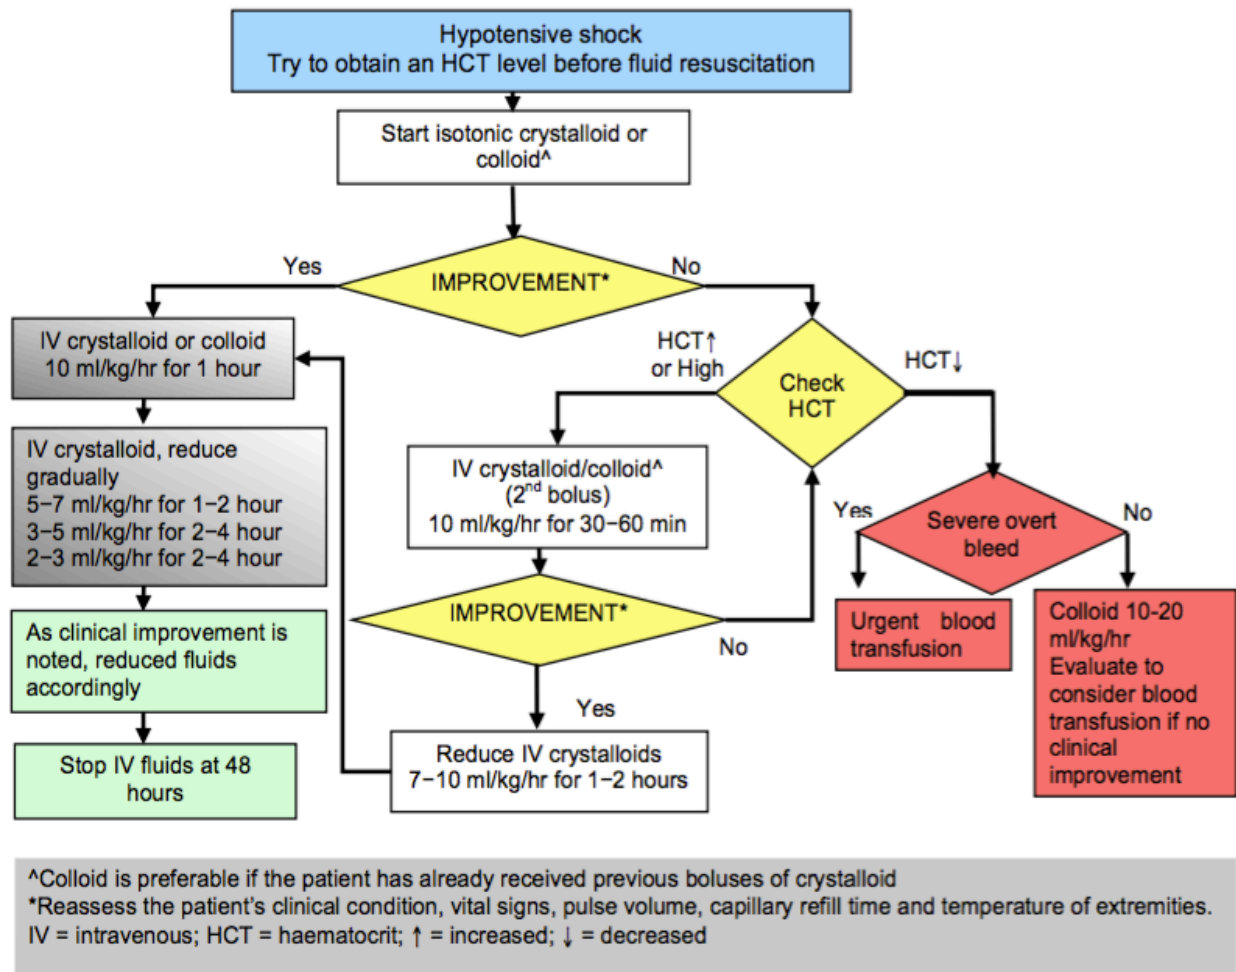 Hypotensive shock
Try to obtain an HCT level before fluid resuscitation
Start isotonic crystalloid or
colloid^
Yes
IMPROVEMENT*
No
IV crystalloid or colloid
10 ml/kg/hr for 1 hour
HCT↑
or High
Check
HCT
HCT↓
IV crystalloid, reduce
gradually
5−7 ml/kg/hr for 1−2 hour
3−5 ml/kg/hr for 2−4 hour
2−3 ml/kg/hr for 2−4 hour
IV crystalloid/colloid^
(2nd bolus)
10 ml/kg/hr for 30−60 min
Yes
Severe overt
bleed
No
IMPROVEMENT*
No
Urgent blood
transfusion
Colloid 10-20
ml/kg/hr
Evaluate to
consider blood
transfusion if no
clinical
improvement
As clinical improvement is
noted, reduced fluids
accordingly
Yes
Reduce IV crystalloids
7−10 ml/kg/hr for 1−2 hours
Stop IV fluids at 48
hours
^Colloid is preferable if the patient has already received previous boluses of crystalloid
*Reassess the patient's clinical condition, vital signs, pulse volume, capillary refill time and temperature of extremities.
IV = intravenous; HCT = haematocrit; ↑ = increased; ↓ = decreased